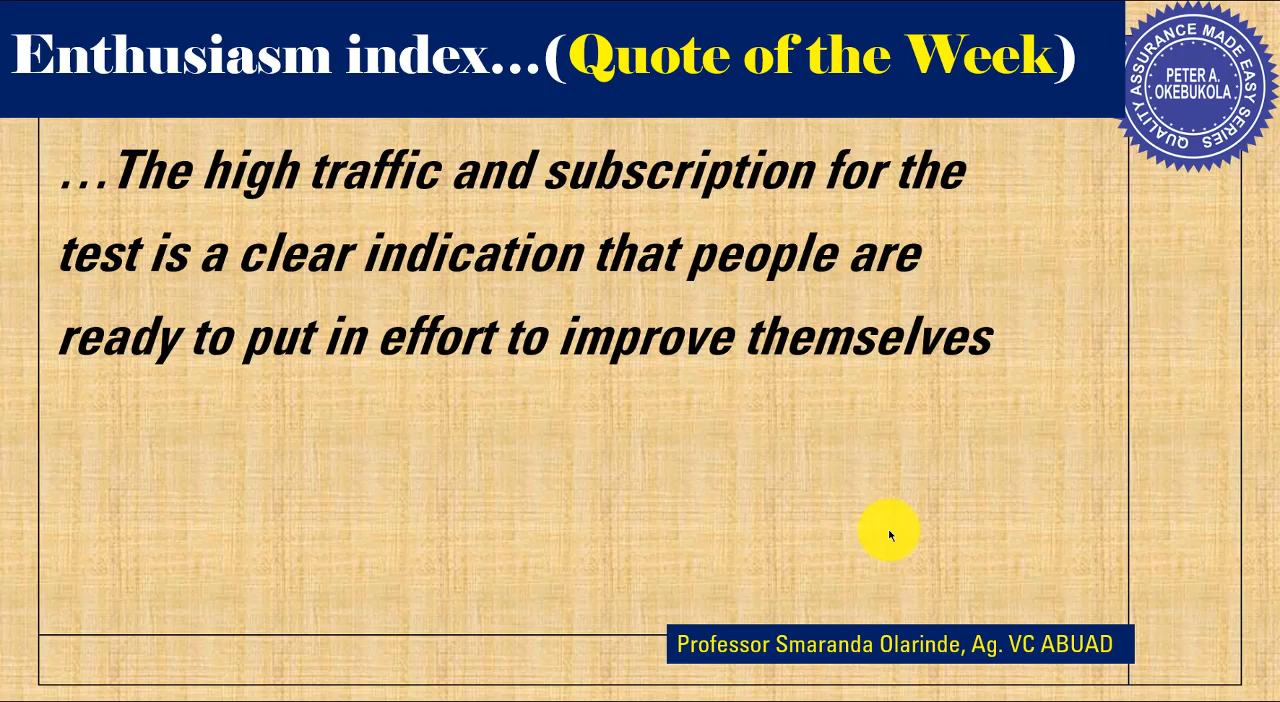 Enthusiasm index...(Quote of the Week)
QUALITY ASSURANCE MADE EASY SERIES
PETER A.
OKEBUKOLA
...The high traffic and subscription for the
test is a clear indication that people are
ready to put in effort to improve themselves
Professor Smaranda Olarinde, Ag. VC ABUAD